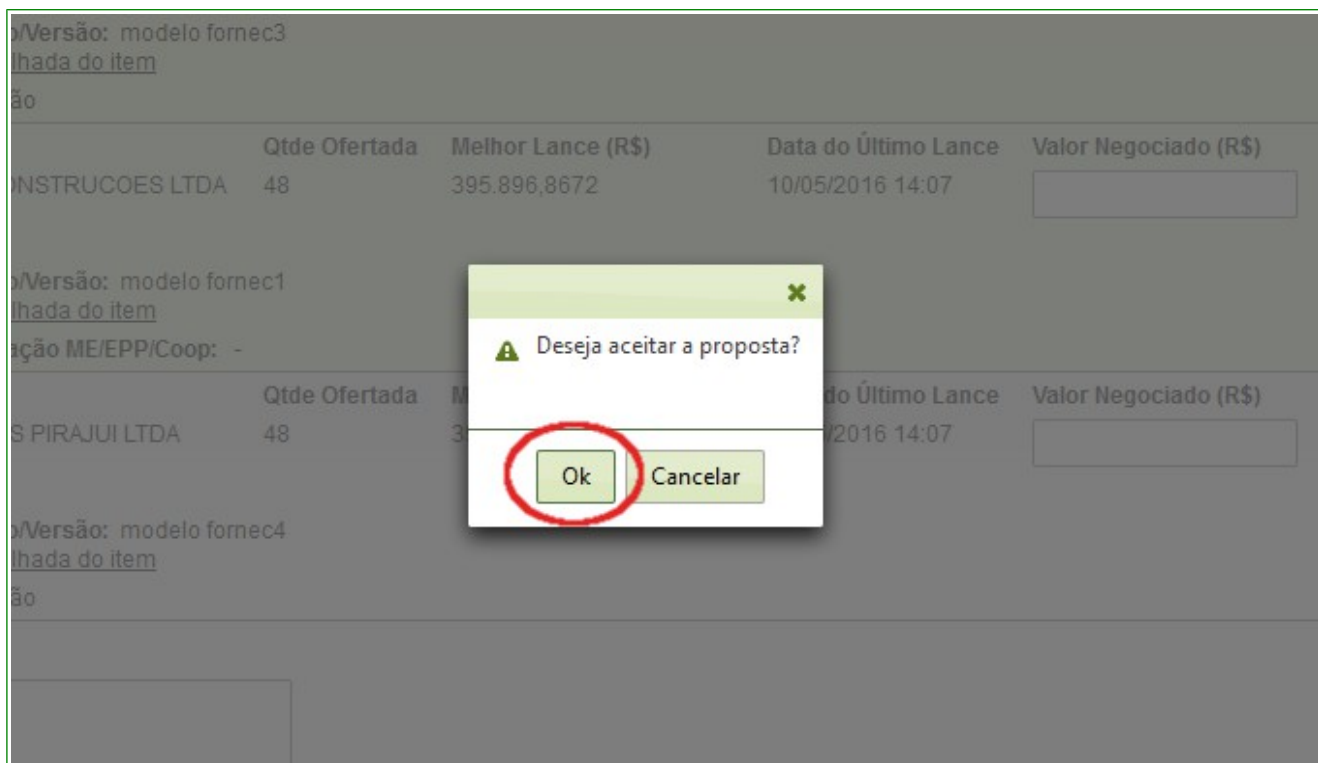 o/Versão: modelo fornec3
lhada do item
ão
Qtde Ofertada Melhor Lance (R$) Data do Último Lance Valor Negociado (R$)
ONSTRUCOES LTDA 48 395.896,8672 10/05/2016 14:07
o/Versão: modelo fornec1
lhada do item
ação ME/EPP/Coop: -
Deseja aceitar a proposta?
Qtde Ofertada M do Último Lance Valor Negociado (R$)
S PIRAJUI LTDA 48 3 /2016 14:07
Ok Cancelar
o/Versão: modelo fornec4
lhada do item
ão